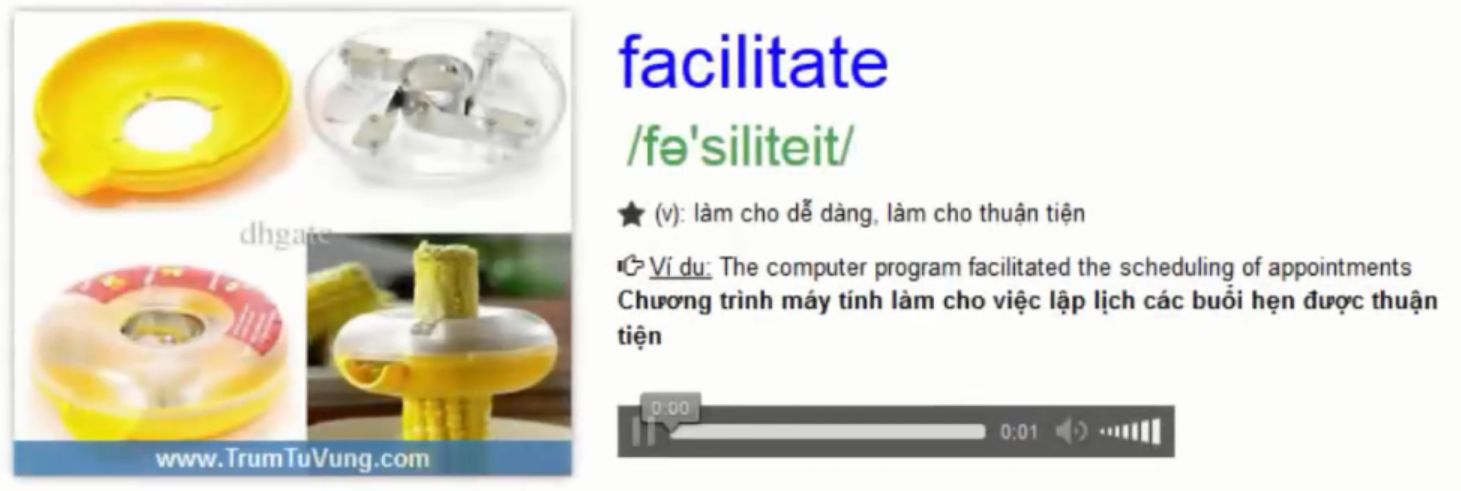 facilitate
/fə'siliteit/
(v): làm cho dễ dàng, làm cho thuận tiện
Ví du: The computer program facilitated the scheduling of appointments
Chương trình máy tính làm cho việc lập lịch các buổi hẹn được thuận
tiện
dhgate
0:00
0:01
www.TrumTuVung.com